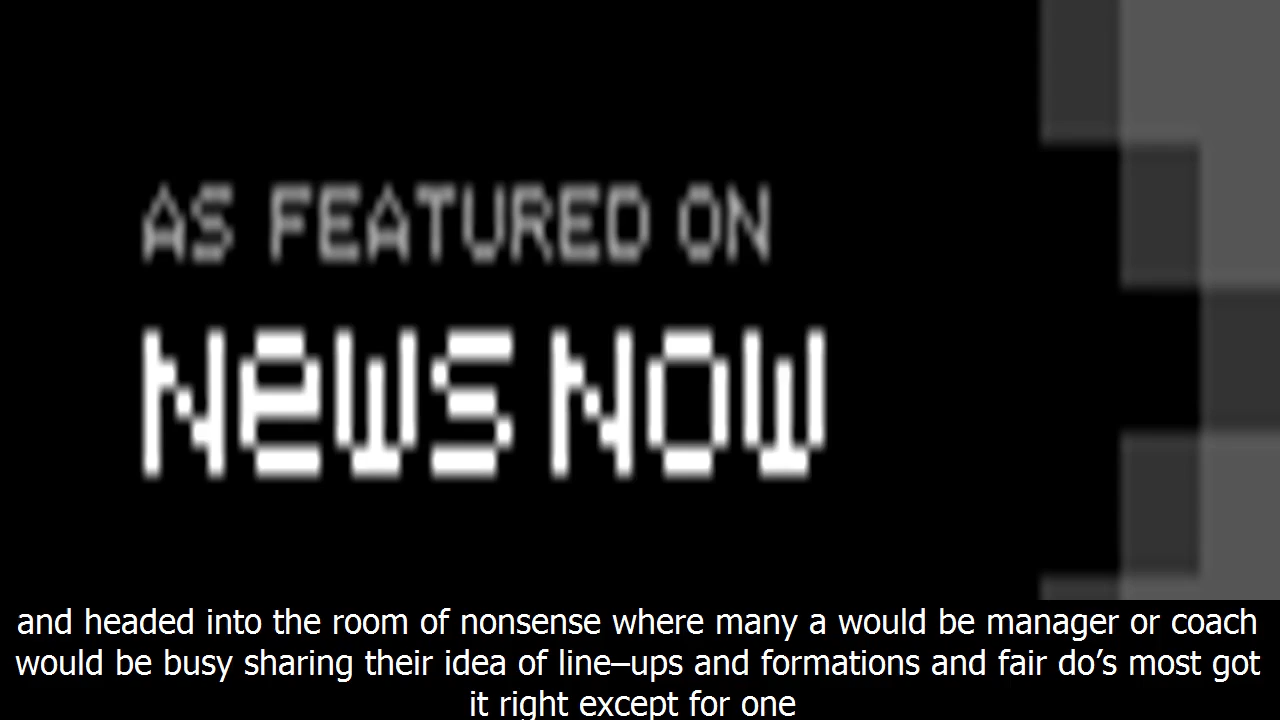 AS FEATURED ON
NeWS NOW
and headed into the room of nonsense where many a would be manager or coach
would be busy sharing their idea of line–ups and formations and fair do’s most got
it right except for one